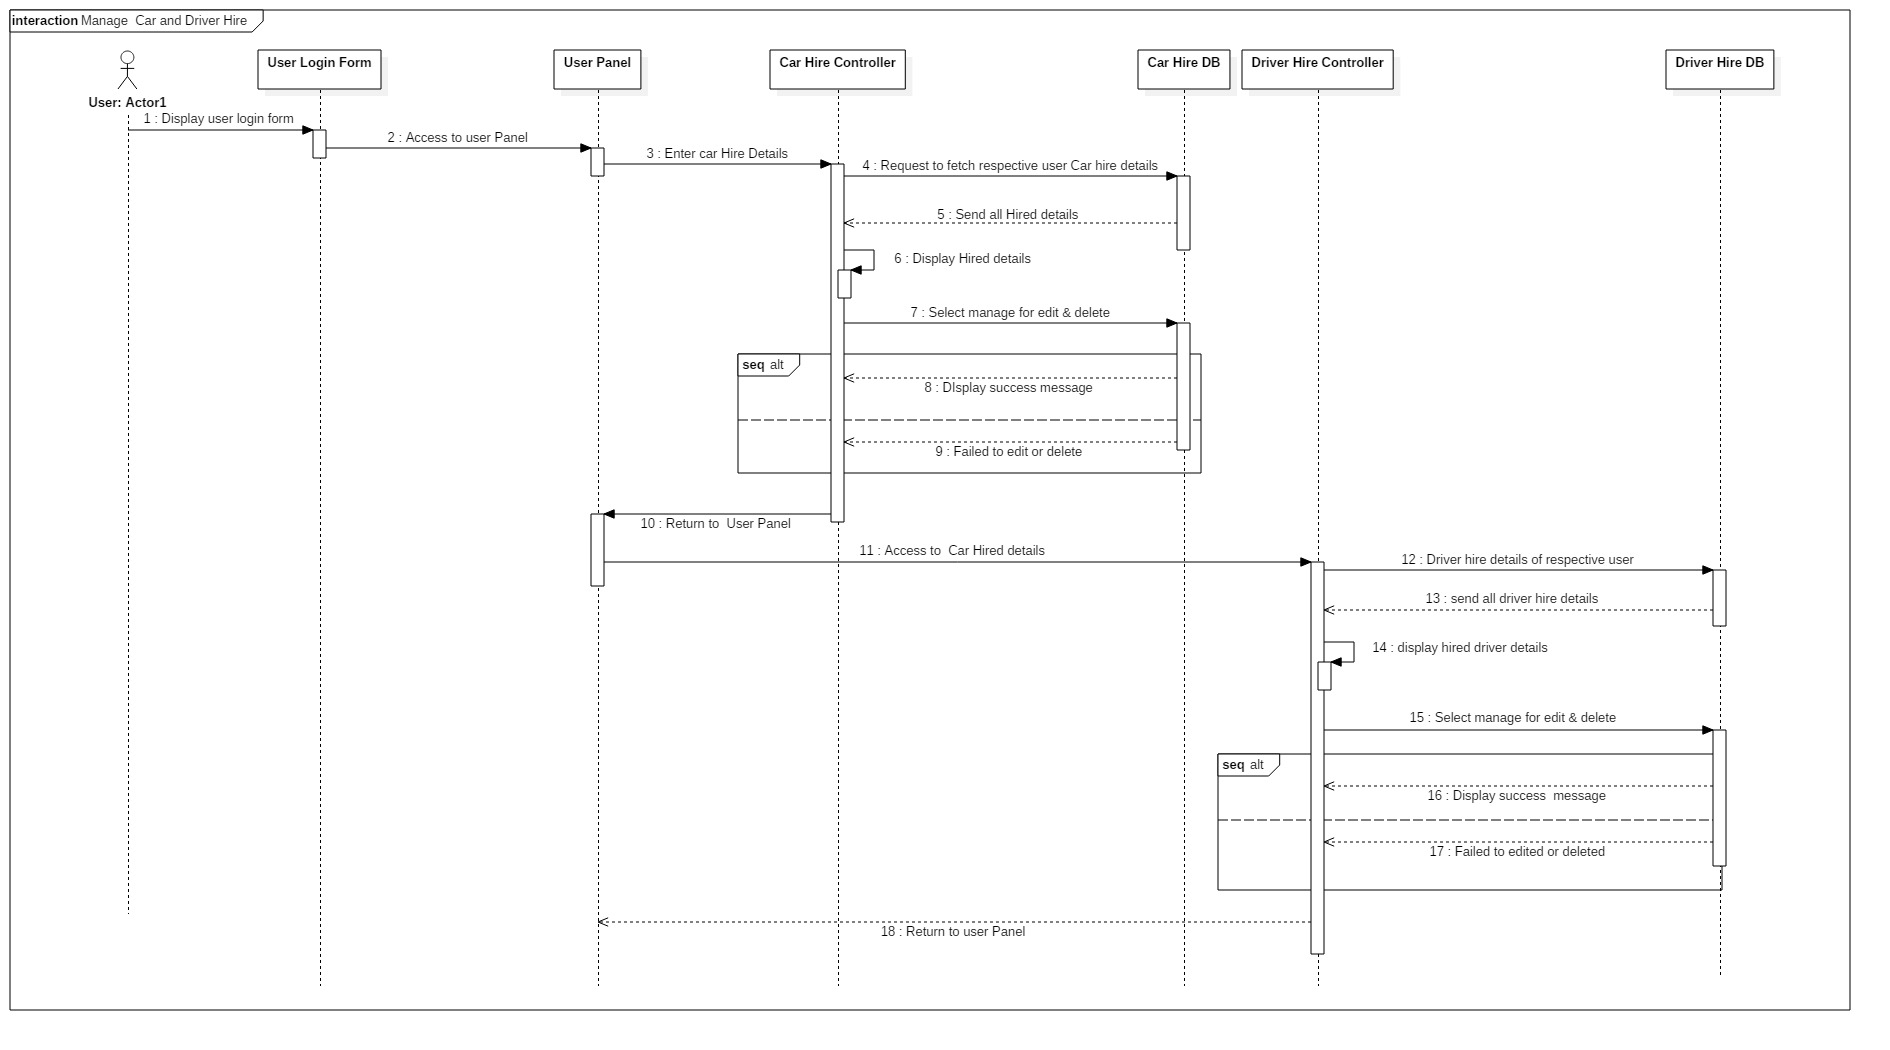 interaction Manage  Car and Driver Hire
User: Actor1
User Login Form
User Panel
Car Hire Controller
Car Hire DB
Driver Hire Controller
Driver Hire DB
1 : Display user login form
2 : Access to user Panel
3 : Enter car Hire Details
4 : Request to fetch respective user Car hire details
5 : Send all Hired details
6 : Display Hired details
7 : Select manage for edit & delete
seq alt
8 : DIsplay success message
9 : Failed to edit or delete
10 : Return to  User Panel
11 : Access to  Car Hired details
12 : Driver hire details of respective user
13 : send all driver hire details
14 : display hired driver details
15 : Select manage for edit & delete
seq alt
16 : Display success  message
17 : Failed to edited or deleted
18 : Return to user Panel